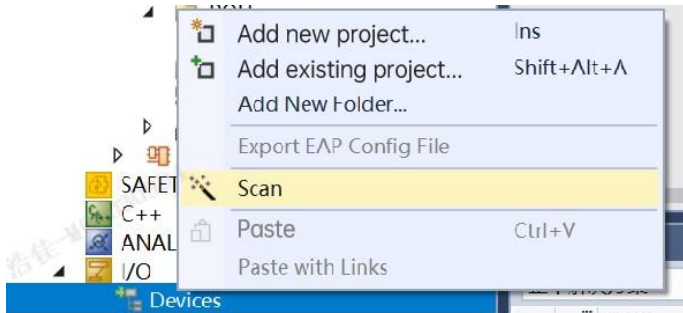 Add new project... Ins
Add existing project... Shift+Alt+A
Add New Folder...
Export EAP Config File
Scan
SAFET
C++
Paste Ctrl+V
ANAL
Paste with Links
I/O
Devices